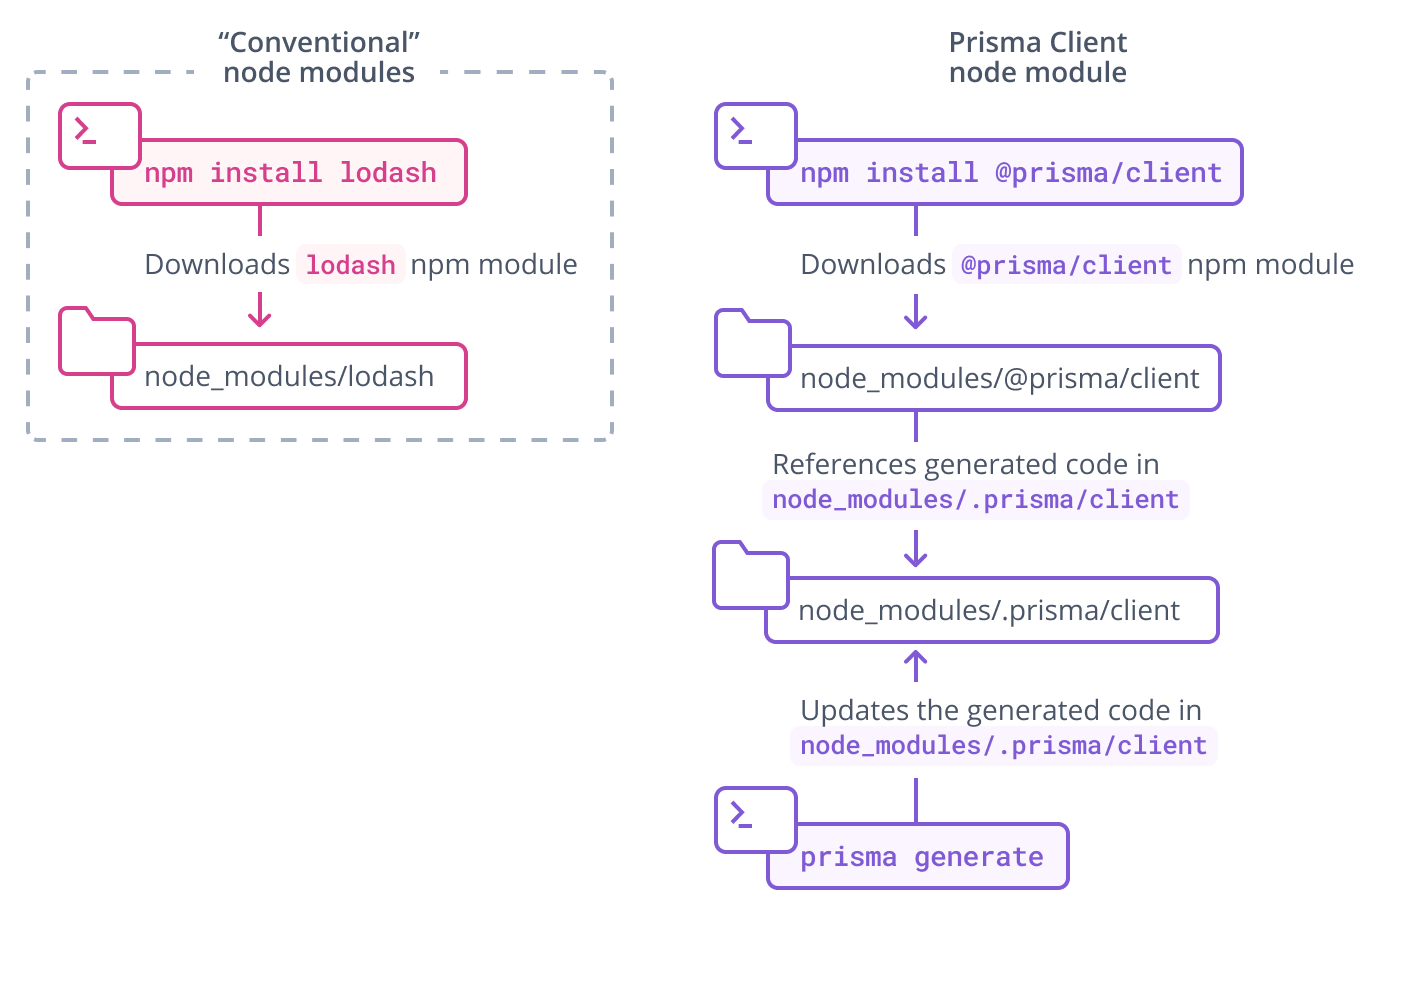 “Conventional”
node modules
>_
npm install lodash
Downloads lodash npm module
node_modules/lodash
Prisma Client
node module
>_
npm install @prisma/client
Downloads @prisma/client npm module
node_modules/@prisma/client
References generated code in
node_modules/.prisma/client
node_modules/.prisma/client
Updates the generated code in
node_modules/.prisma/client
>_
prisma generate